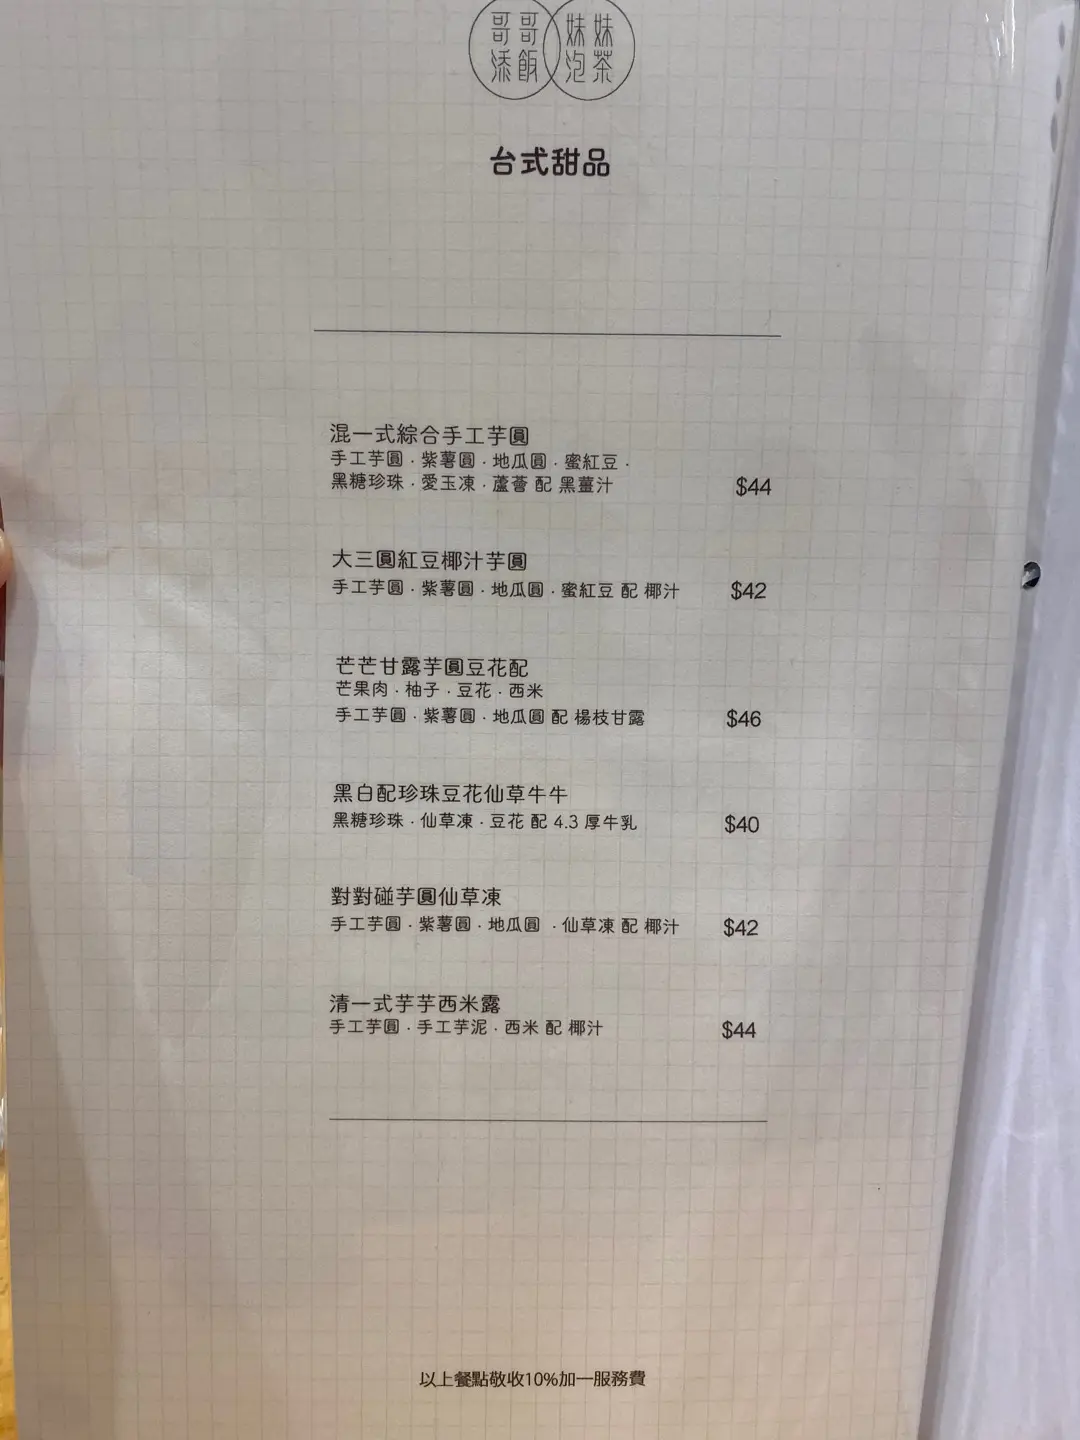 哥哥 妹妹
添飯 泡茶
台式甜品
混一式綜合手工芋圓
手工芋圓．紫薯圓．地瓜圓．蜜紅豆．
黑糖珍珠．愛玉凍．蘆薈 配 黑薑汁 $44
大三圓紅豆椰汁芋圓
手工芋圓．紫薯圓．地瓜圓．蜜紅豆 配 椰汁 $42
芒芒甘露芋圓豆花配
芒果肉．柚子．豆花．西米
手工芋圓．紫薯圓．地瓜圓 配 楊枝甘露 $46
黑白配珍珠豆花仙草牛牛
黑糖珍珠．仙草凍．豆花 配 4.3 厚牛乳 $40
對對碰芋圓仙草凍
手工芋圓．紫薯圓．地瓜圓 ．仙草凍 配 椰汁 $42
清一式芋芋西米露
手工芋圓．手工芋泥．西米 配 椰汁 $44
以上餐點敬收10%加一服務費